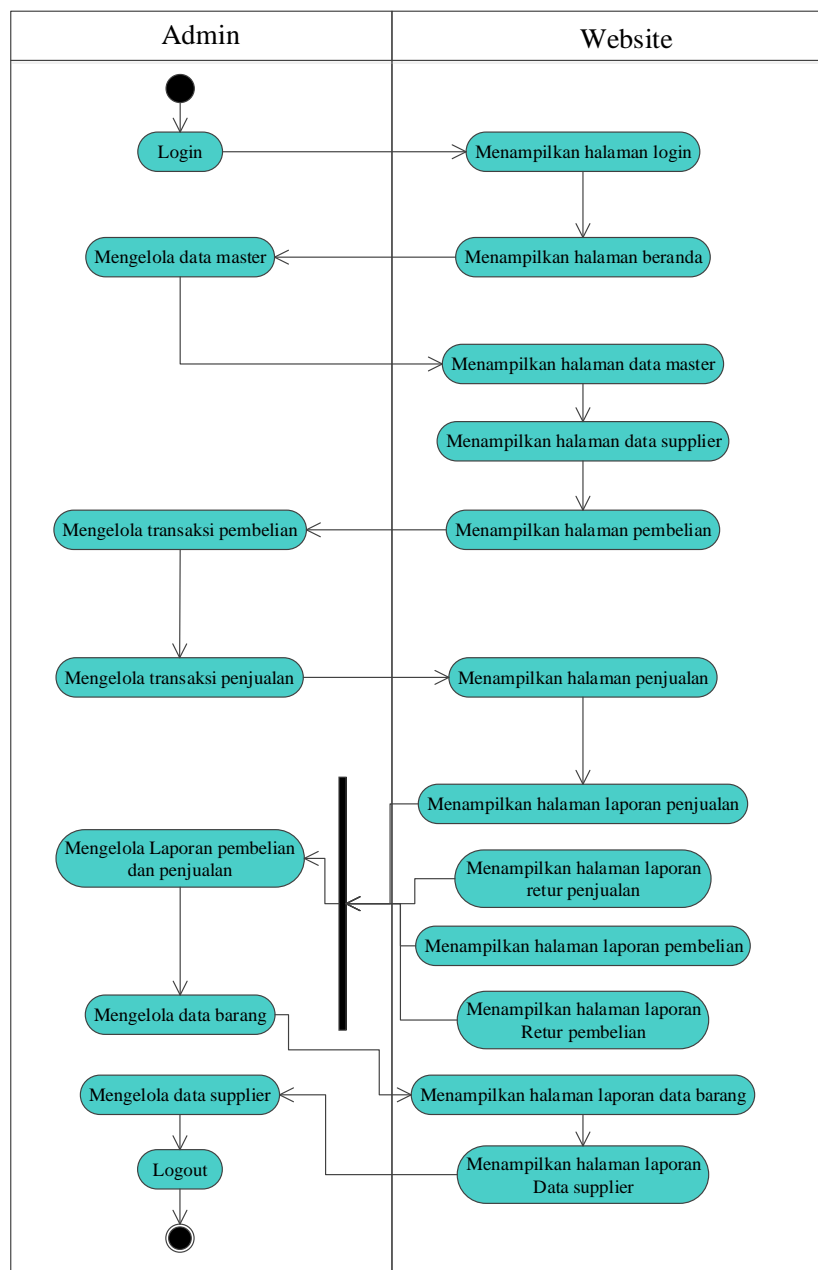 Admin
Website
Login
Menampilkan halaman login
Mengelola data master
Menampilkan halaman beranda
Menampilkan halaman data master
Menampilkan halaman data supplier
Mengelola transaksi pembelian
Menampilkan halaman pembelian
Mengelola transaksi penjualan
Menampilkan halaman penjualan
Menampilkan halaman laporan penjualan
Mengelola Laporan pembelian
dan penjualan
Menampilkan halaman laporan
retur penjualan
Menampilkan halaman laporan pembelian
Mengelola data barang
Menampilkan halaman laporan
Retur pembelian
Mengelola data supplier
Menampilkan halaman laporan data barang
Logout
Menampilkan halaman laporan
Data supplier